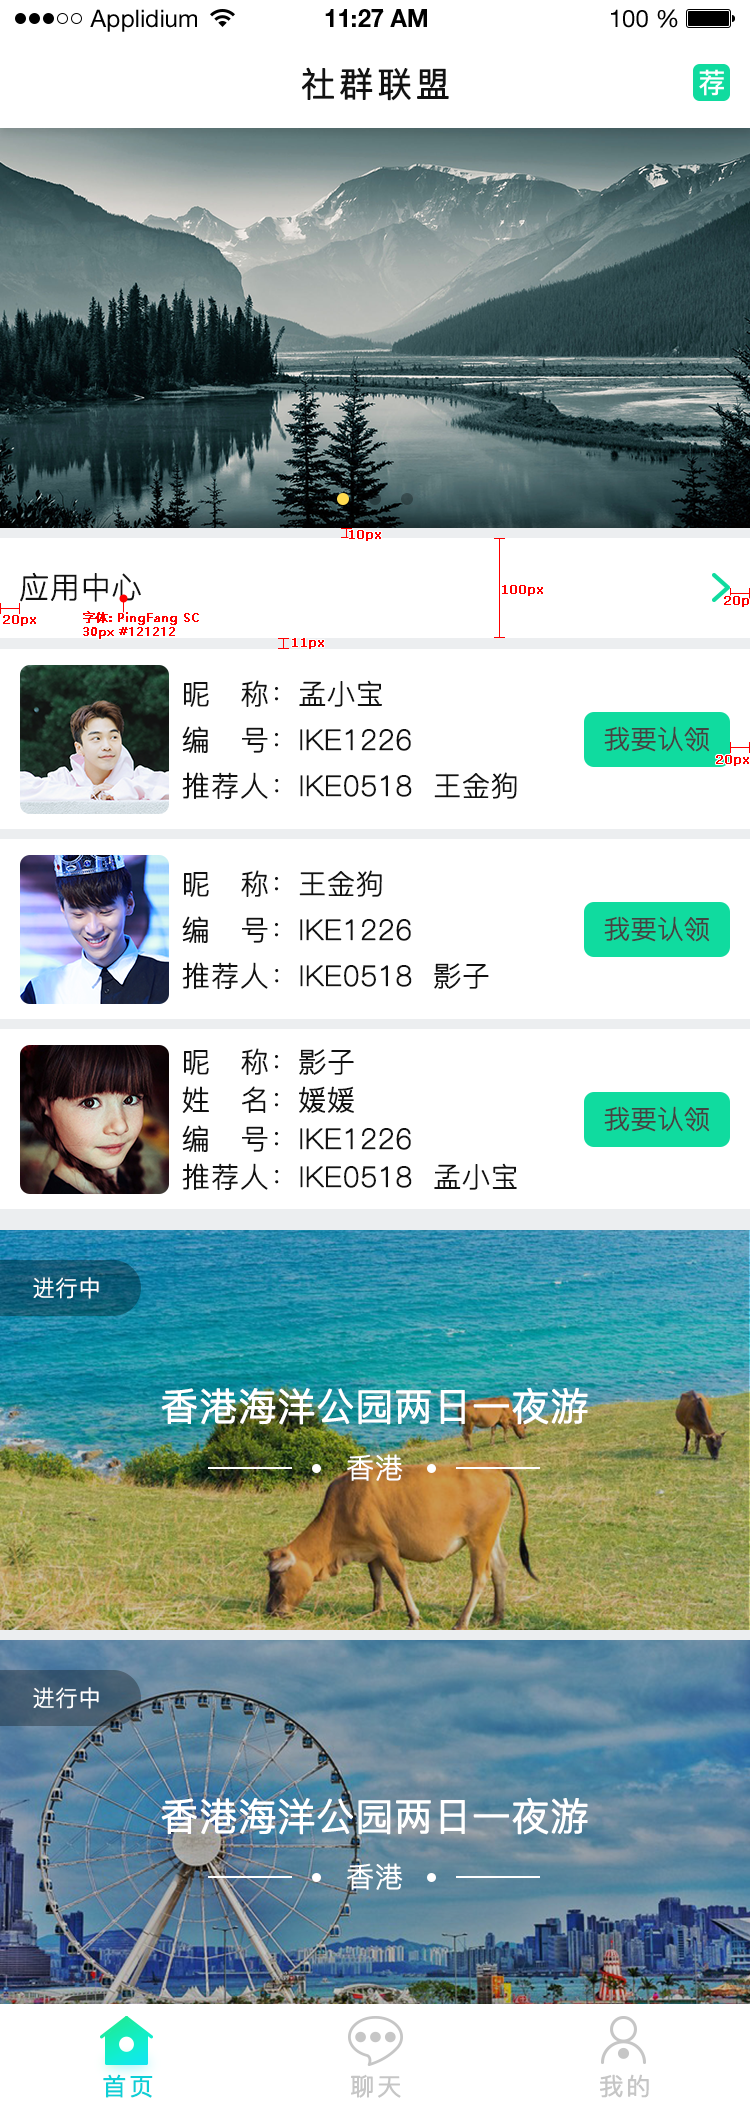 Applidium 11:27 AM 100 %
社群联盟 荐
10px
应用中心
100px
20px
20p
字体: PingFang SC
30px #121212
11px
昵 称: 孟小宝
编 号: IKE1226
推荐人: IKE0518 王金狗
我要认领
20px
昵 称: 王金狗
编 号: IKE1226
推荐人: IKE0518 影子
我要认领
昵 称: 影子
姓 名: 媛媛
编 号: IKE1226
推荐人: IKE0518 孟小宝
我要认领
进行中
香港海洋公园两日一夜游
香港
进行中
香港海洋公园两日一夜游
香港
首页 聊天 我的